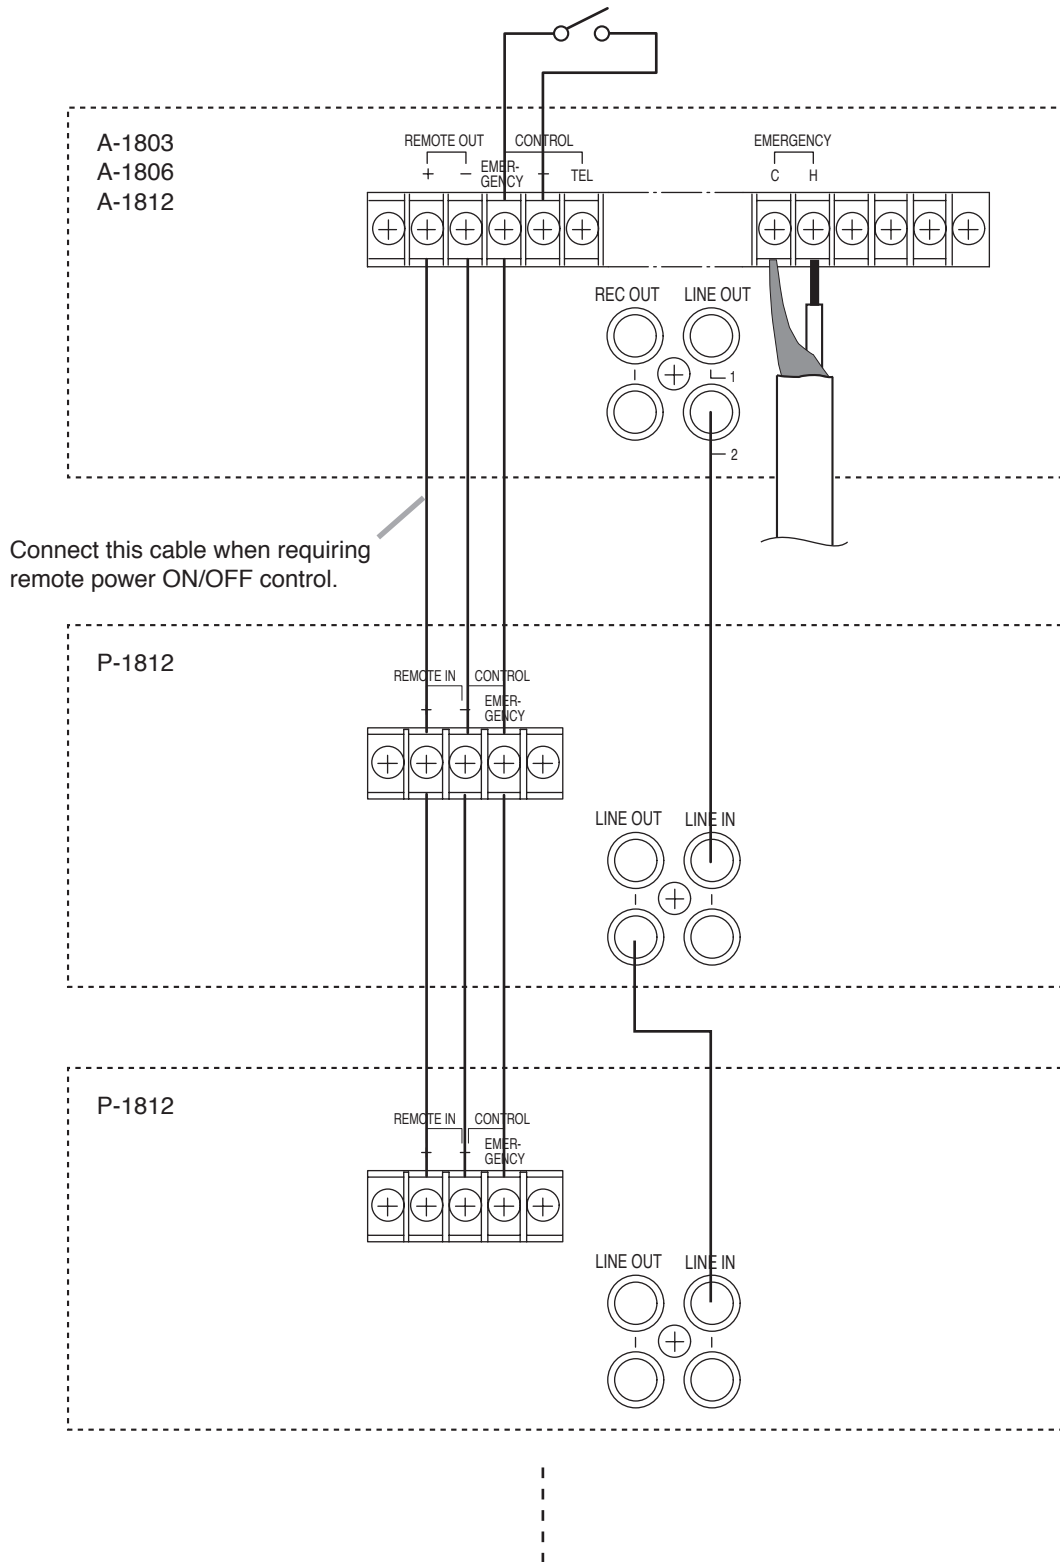 A-1803
A-1806
A-1812
REMOTE OUT
CONTROL
EMERGENCY
+
−
EMER-
GENCY
−
TEL
C
H
REC OUT
LINE OUT
1
2
Connect this cable when requiring
remote power ON/OFF control.
P-1812
REMOTE IN
CONTROL
+
−
EMER-
GENCY
LINE OUT
LINE IN
P-1812
REMOTE IN
CONTROL
+
−
EMER-
GENCY
LINE OUT
LINE IN